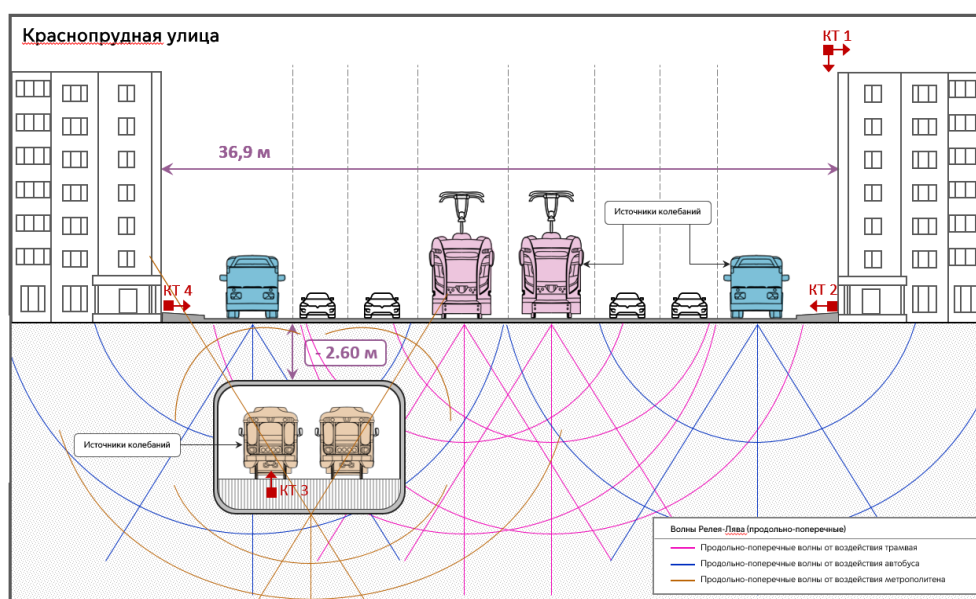 Краснопрудная улица
КТ 1
36,9 м
Источники колебаний
КТ 4
КТ 2
- 2.60 м
Источники колебаний
КТ 3
Волны Релея-Лява (продольно-поперечные)
Продольно-поперечные волны от воздействия трамвая
Продольно-поперечные волны от воздействия автобуса
Продольно-поперечные волны от воздействия метрополитена